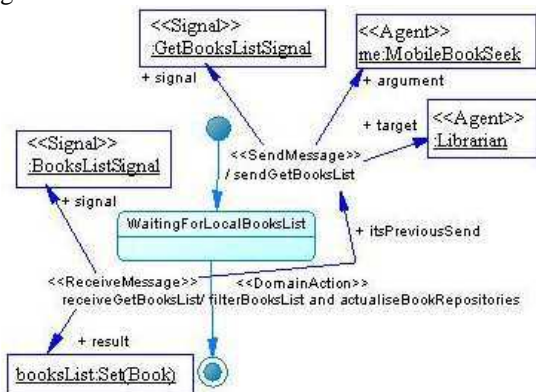 <<Signal>>
:GetBooksListSignal
<<Agent>>
me:MobileBookSeek
+ signal
+ argument
<<Agent>>
:Librarian
+ target
<<Signal>>
:BooksListSignal
<<SendMessage>>
/ sendGetBooksList
+ signal
WaitingForLocalBooksList
+ itsPreviousSend
<<ReceiveMessage>>
<<DomainAction>>
receiveGetBooksList/ filterBooksList and actualiseBookRepositories
+ result
booksList:Set(Book)